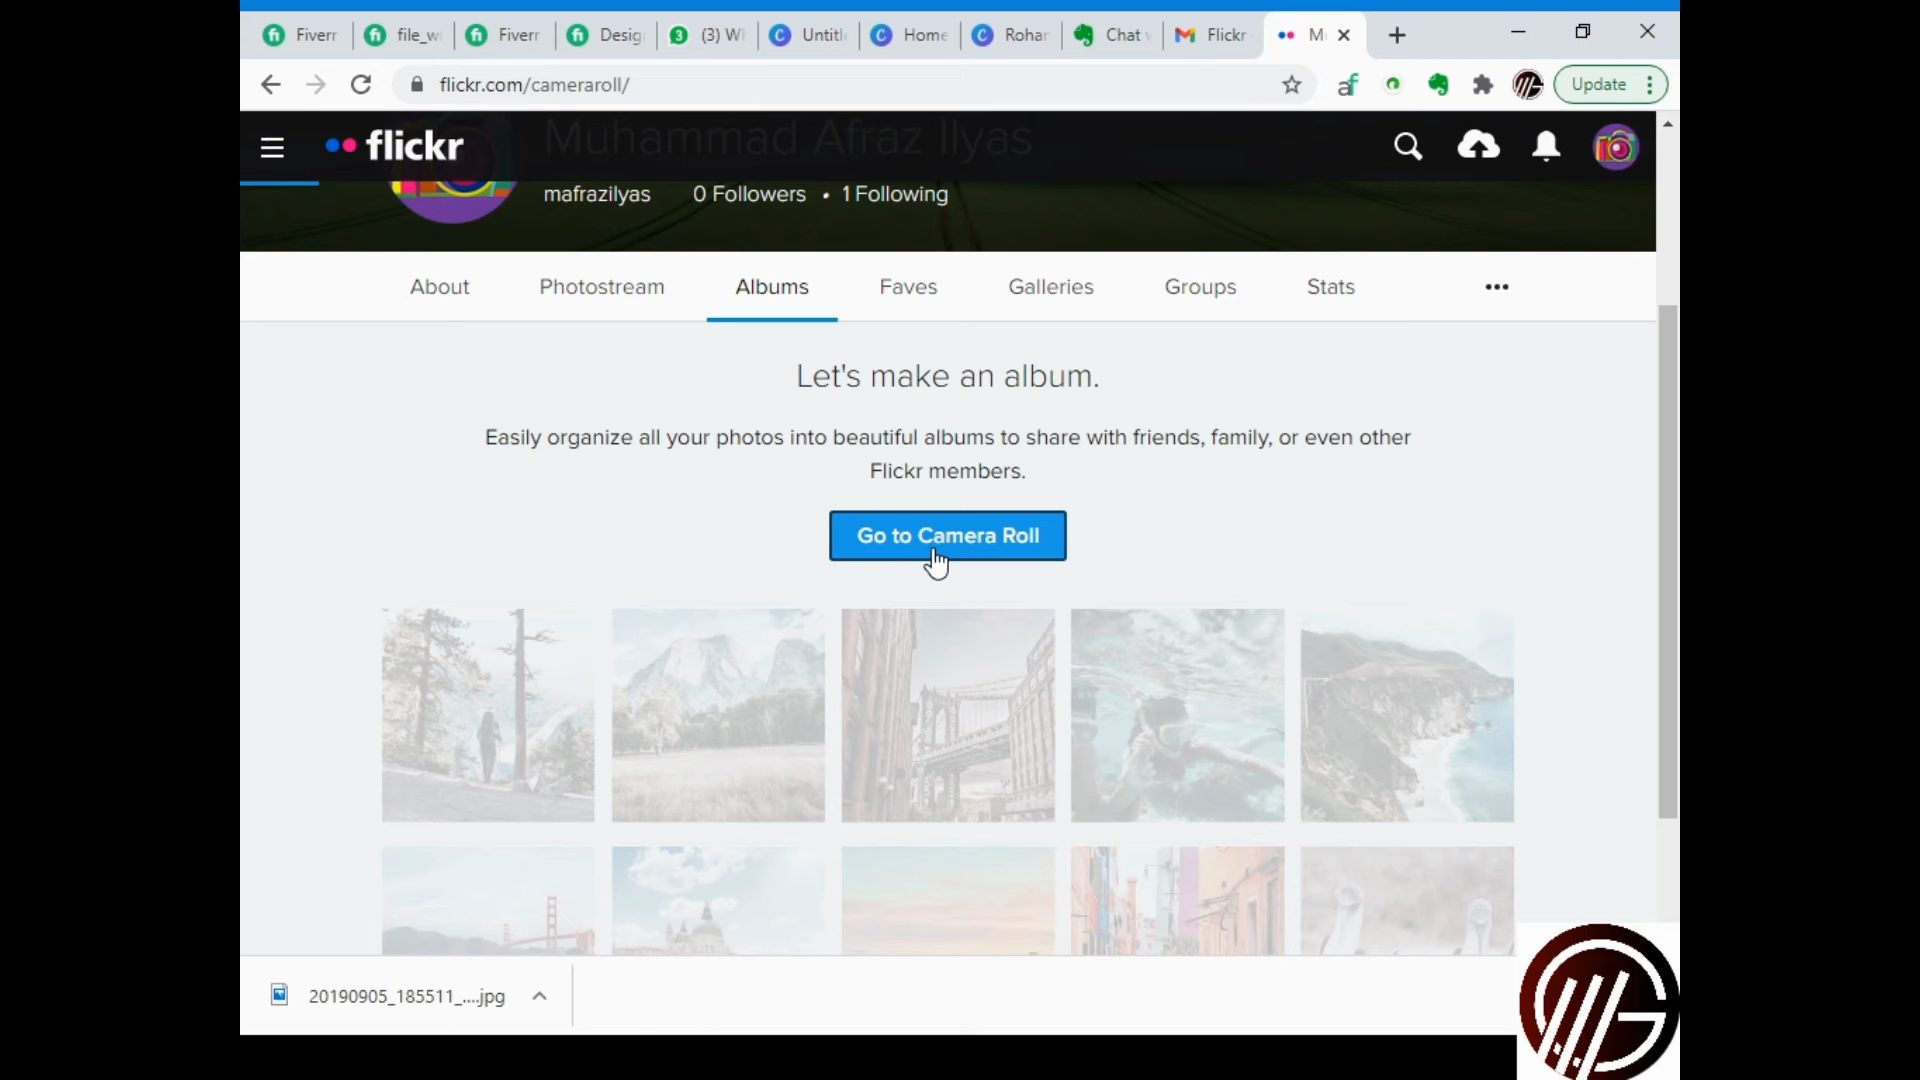 Fiverr file_w Fiverr Desig (3) W Untitl Home Rohar Chat Flickr M
flickr.com/cameraroll/
Update
flickr
Muhammad Afraz Ilyas
mafrazilyas 0 Followers • 1 Following
About Photostream Albums Faves Galleries Groups Stats
Let's make an album.
Easily organize all your photos into beautiful albums to share with friends, family, or even other
Flickr members.
Go to Camera Roll
20190905_185511_....jpg